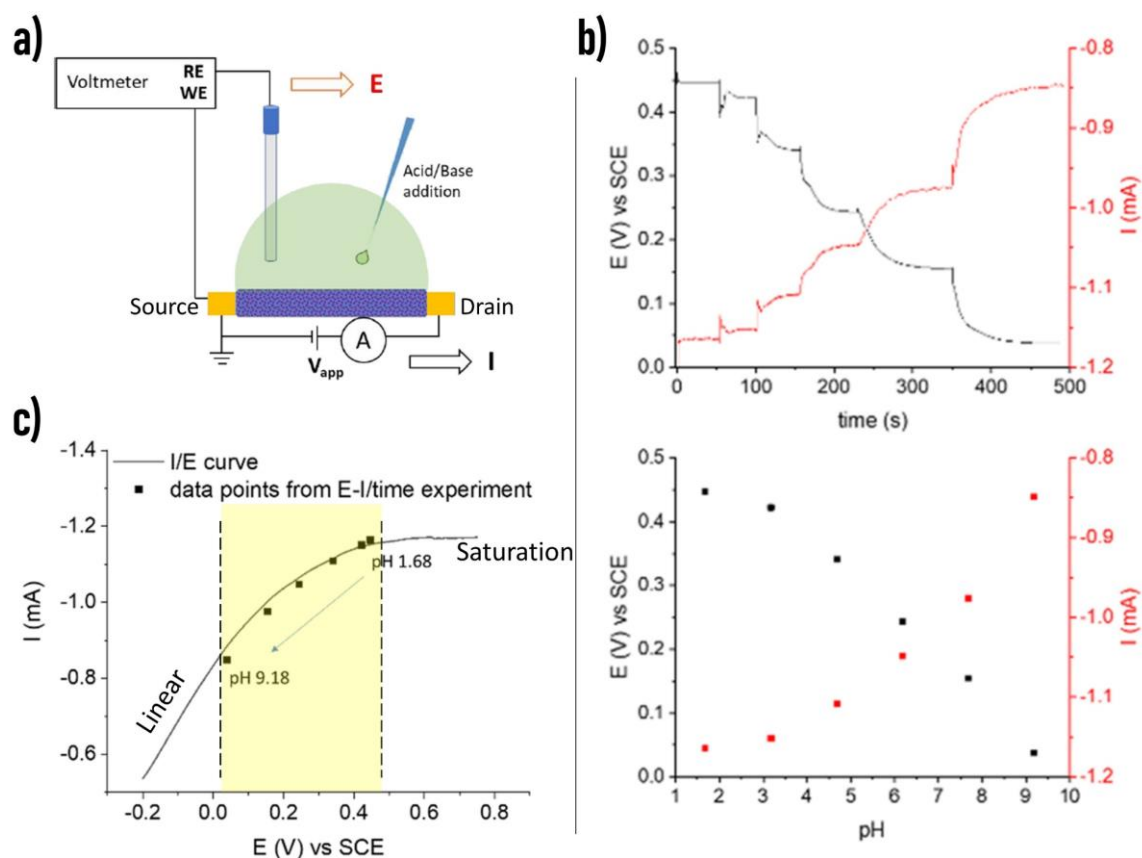 a)
Voltmeter
RE
WE
E
Acid/Base
addition
Source
Drain
A
Vapp
I
b)
0.5
0.4
0.3
0.2
0.1
0.0
E (V) vs SCE
0
100
200
300
400
500
time (s)
-0.8
-0.9
-1.0
-1.1
-1.2
I (mA)
0.5
0.4
0.3
0.2
0.1
0.0
E (V) vs SCE
1
2
3
4
5
6
7
8
9
10
pH
-0.8
-0.9
-1.0
-1.1
-1.2
I (mA)
c)
-1.4
-1.2
-1.0
-0.8
-0.6
I (mA)
I/E curve
data points from E-I/time experiment
Saturation
pH 1.68
pH 9.18
Linear
-0.2
0.0
0.2
0.4
0.6
0.8
E (V) vs SCE